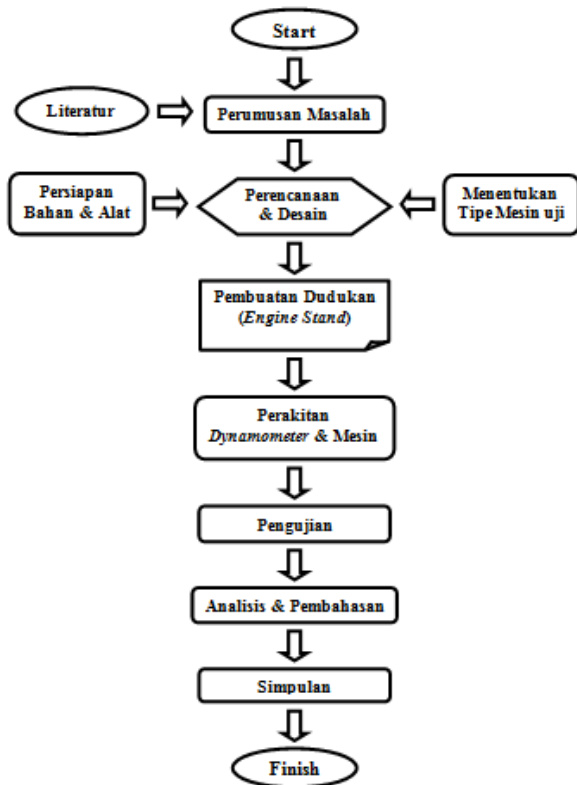 Start
Literatur
Perumusan Masalah
Persiapan
Bahan & Alat
Perencanaan
& Desain
Menentukan
Tipe Mesin uji
Pembuatan Dudukan
(Engine Stand)
Perakitan
Dynamometer & Mesin
Pengujian
Analisis & Pembahasan
Simpulan
Finish